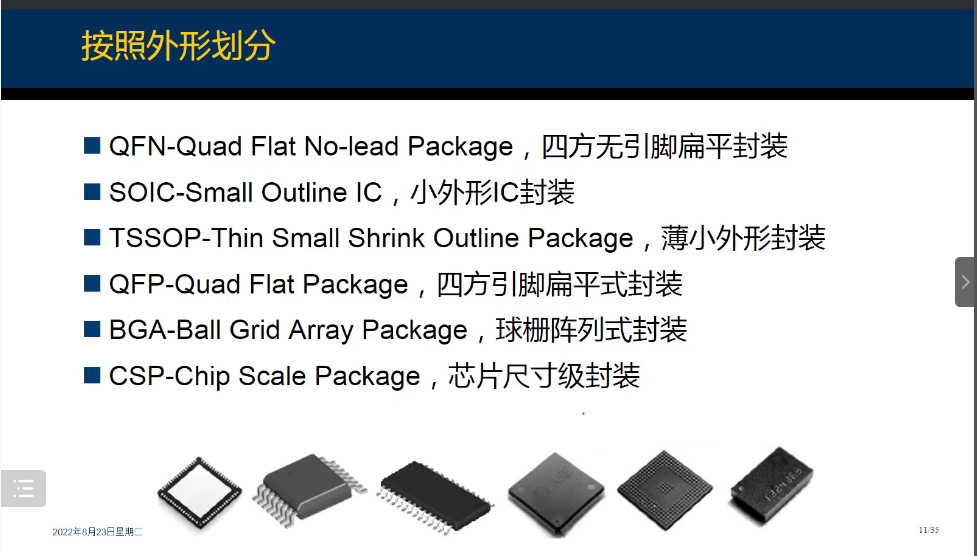 按照外形划分
QFN-Quad Flat No-lead Package，四方无引脚扁平封装
SOIC-Small Outline IC，小外形IC封装
TSSOP-Thin Small Shrink Outline Package，薄小外形封装
QFP-Quad Flat Package，四方引脚扁平式封装
BGA-Ball Grid Array Package，球栅阵列式封装
CSP-Chip Scale Package，芯片尺寸级封装
2022年8月23日星期二
11/35